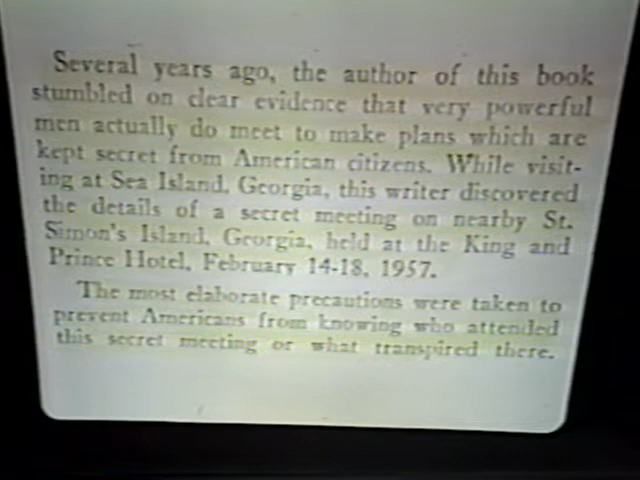 Several years ago, the author of this book
stumbled on clear evidence that very powerful
men actually do meet to make plans which are
kept secret from American citizens. While visit-
ing at Sea Island, Georgia, this writer discovered
the details of a secret meeting on nearby St.
Simon's Island, Georgia, held at the King and
Prince Hotel, February 14-18, 1957.
The most elaborate precautions were taken to
prevent Americans from knowing who attended
this secret meeting or what transpired there.